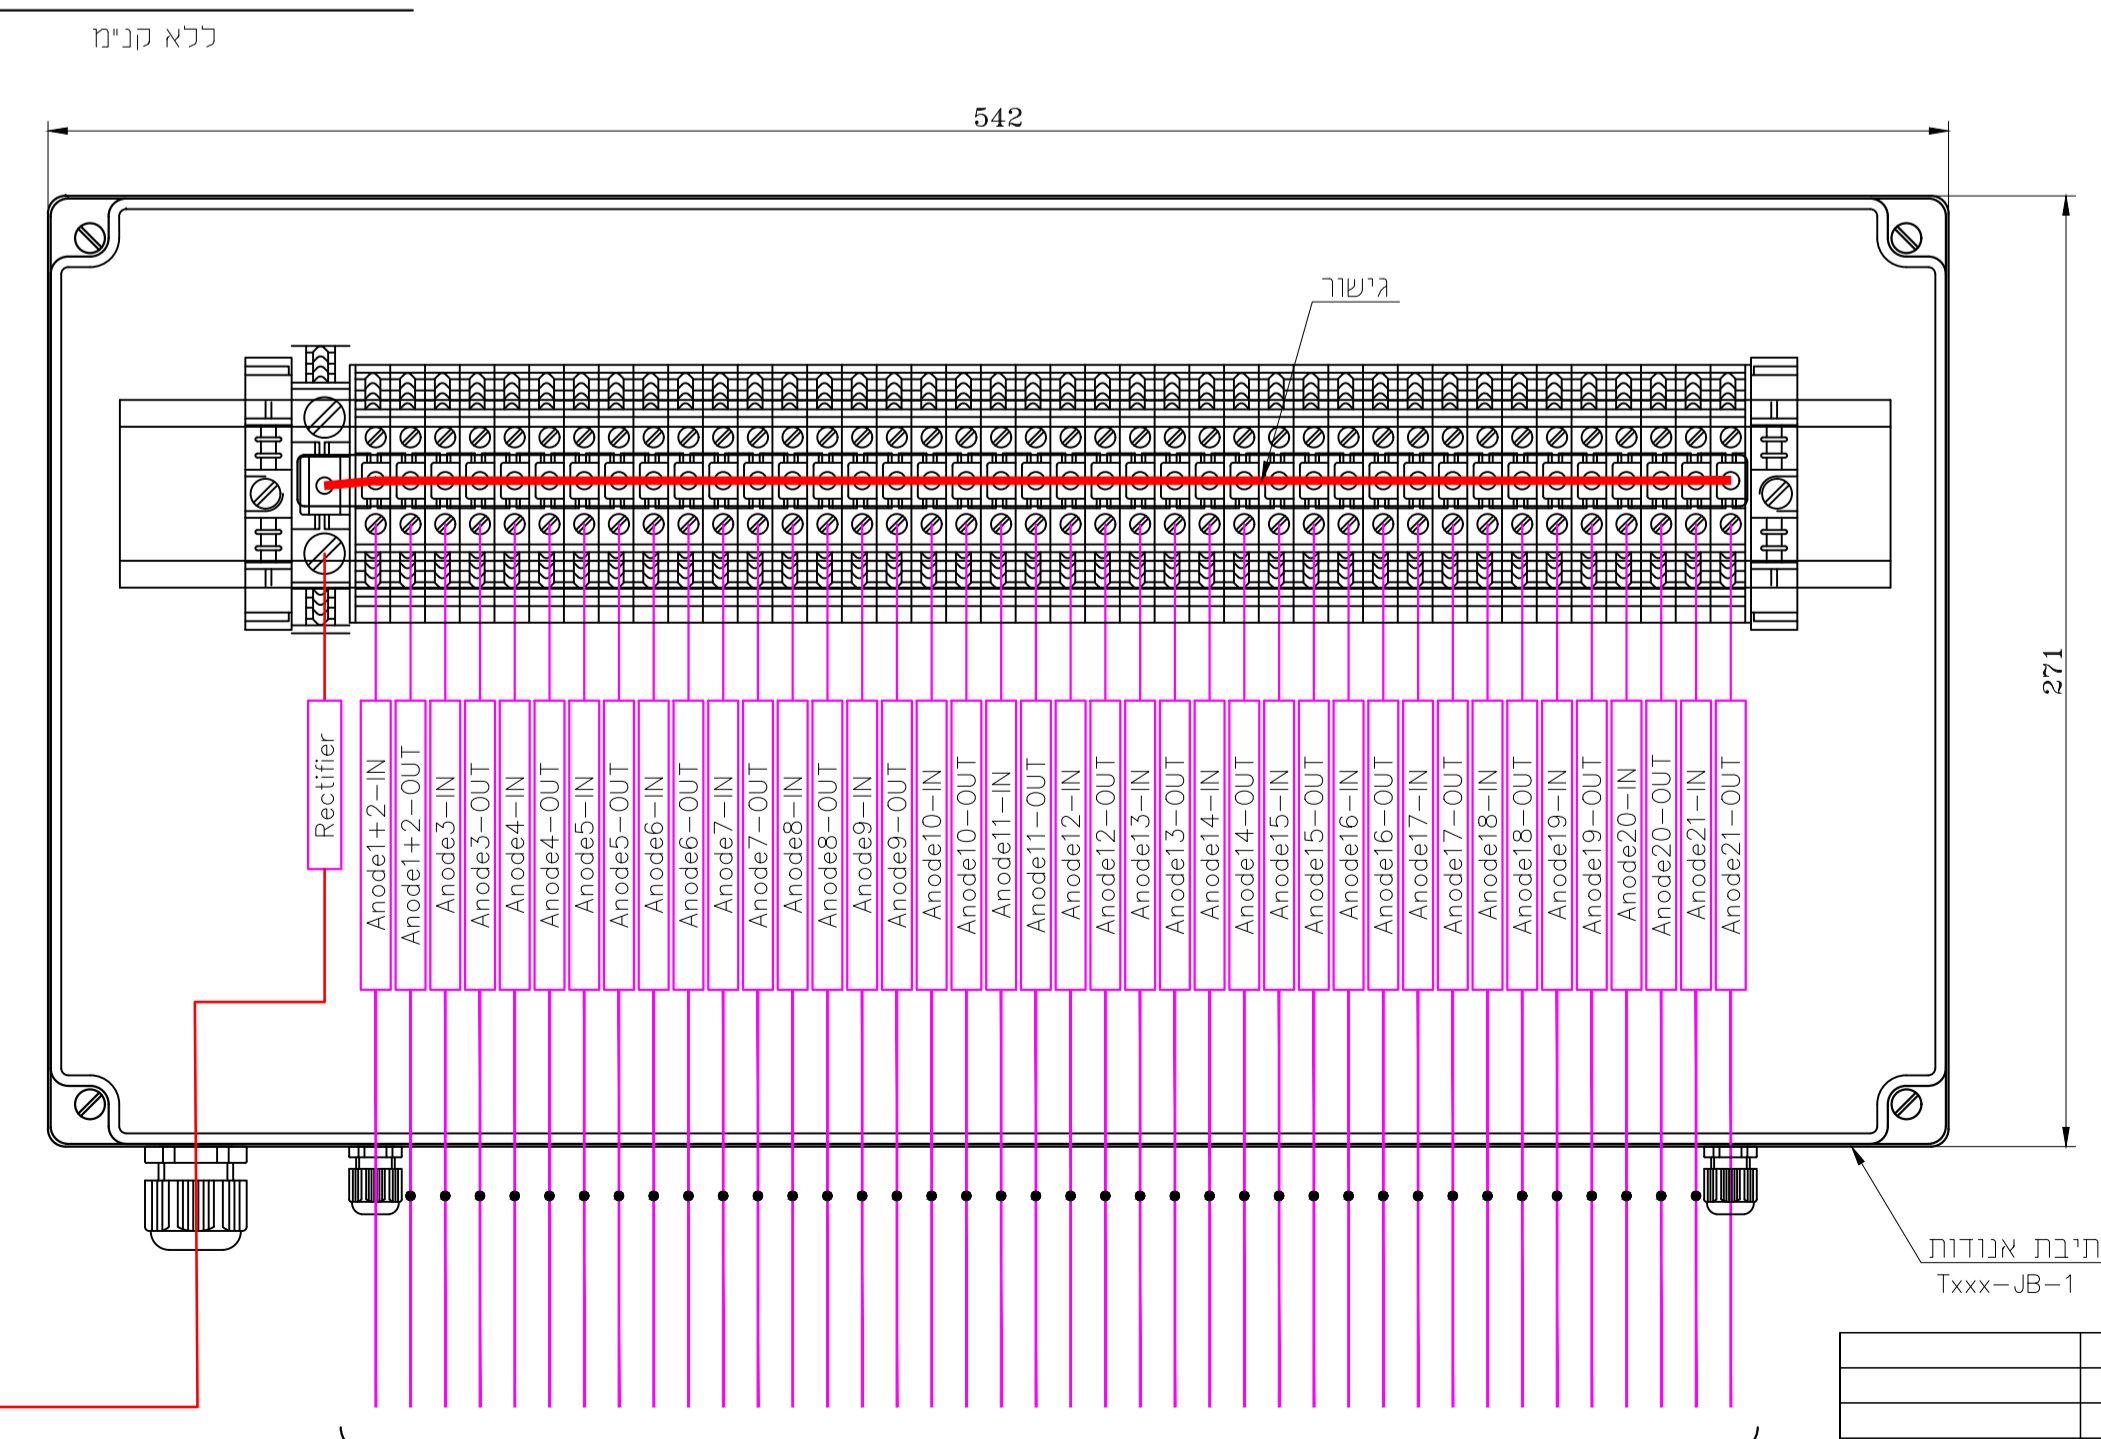 ללא קנ"מ
542
גישור
271
Rectifier
Anode1+2-IN
Anode1+2-OUT
Anode3-IN
Anode3-OUT
Anode4-IN
Anode4-OUT
Anode5-IN
Anode5-OUT
Anode6-IN
Anode6-OUT
Anode7-IN
Anode7-OUT
Anode8-IN
Anode8-OUT
Anode9-IN
Anode9-OUT
Anode10-IN
Anode10-OUT
Anode11-IN
Anode11-OUT
Anode12-IN
Anode12-OUT
Anode13-IN
Anode13-OUT
Anode14-IN
Anode14-OUT
Anode15-IN
Anode15-OUT
Anode16-IN
Anode16-OUT
Anode17-IN
Anode17-OUT
Anode18-IN
Anode18-OUT
Anode19-IN
Anode19-OUT
Anode20-IN
Anode20-OUT
Anode21-IN
Anode21-OUT
תיבת אנודות
Txxx-JB-1